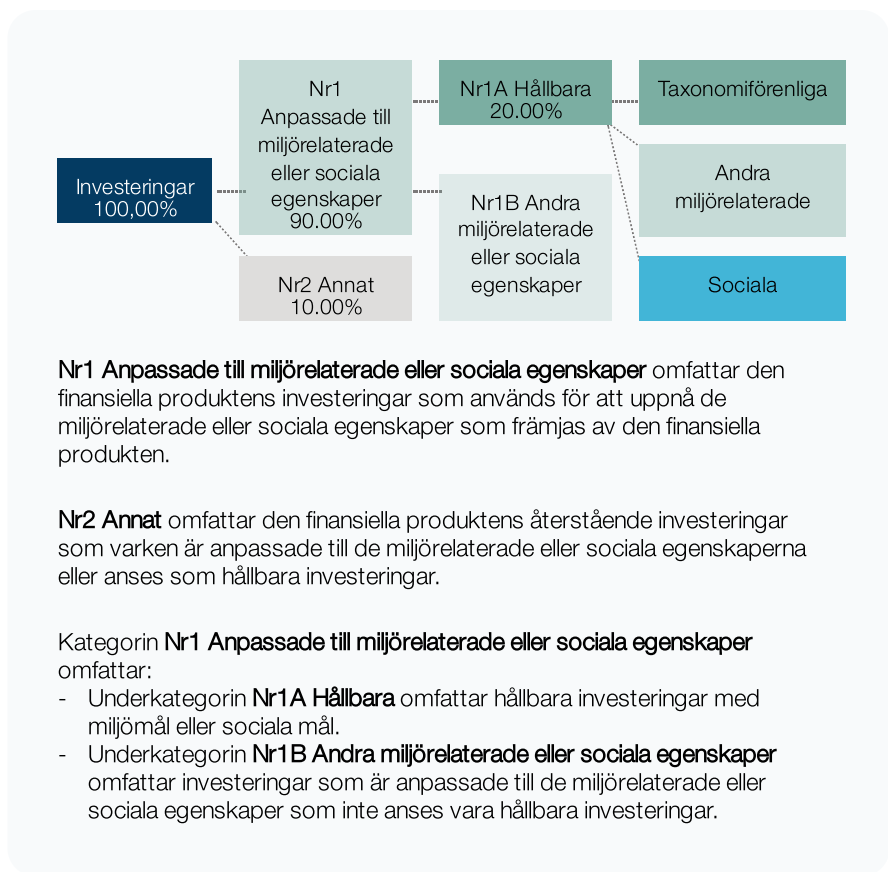 Investeringar
100,00%
Nr1
Anpassade till
miljörelaterade
eller sociala
egenskaper
90.00%
Nr2 Annat
10.00%
Nr1A Hållbara
20.00%
Nr1B Andra
miljörelaterade
eller sociala
egenskaper
Taxonomiförenliga
Andra
miljörelaterade
Sociala
Nr1 Anpassade till miljörelaterade eller sociala egenskaper omfattar den
finansiella produktens investeringar som används för att uppnå de
miljörelaterade eller sociala egenskaper som främjas av den finansiella
produkten.
Nr2 Annat omfattar den finansiella produktens återstående investeringar
som varken är anpassade till de miljörelaterade eller sociala egenskaperna
eller anses som hållbara investeringar.
Kategorin Nr1 Anpassade till miljörelaterade eller sociala egenskaper
omfattar:
- Underkategorin Nr1A Hållbara omfattar hållbara investeringar med
miljömål eller sociala mål.
- Underkategorin Nr1B Andra miljörelaterade eller sociala egenskaper
omfattar investeringar som är anpassade till de miljörelaterade eller
sociala egenskaper som inte anses vara hållbara investeringar.